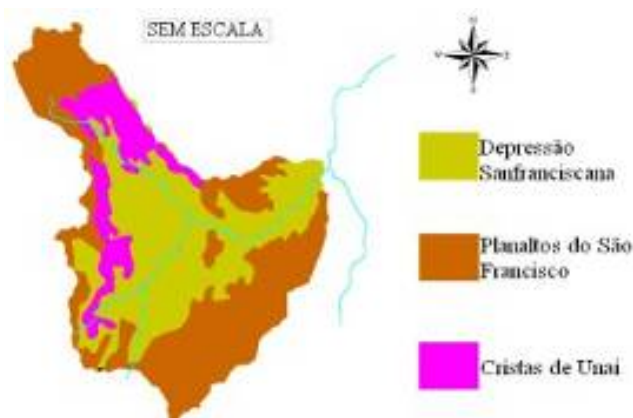 SEM ESCALA
N
S
Depressão
Sanfranciscana
Planaltos do São
Francisco
Cristas de Unaí